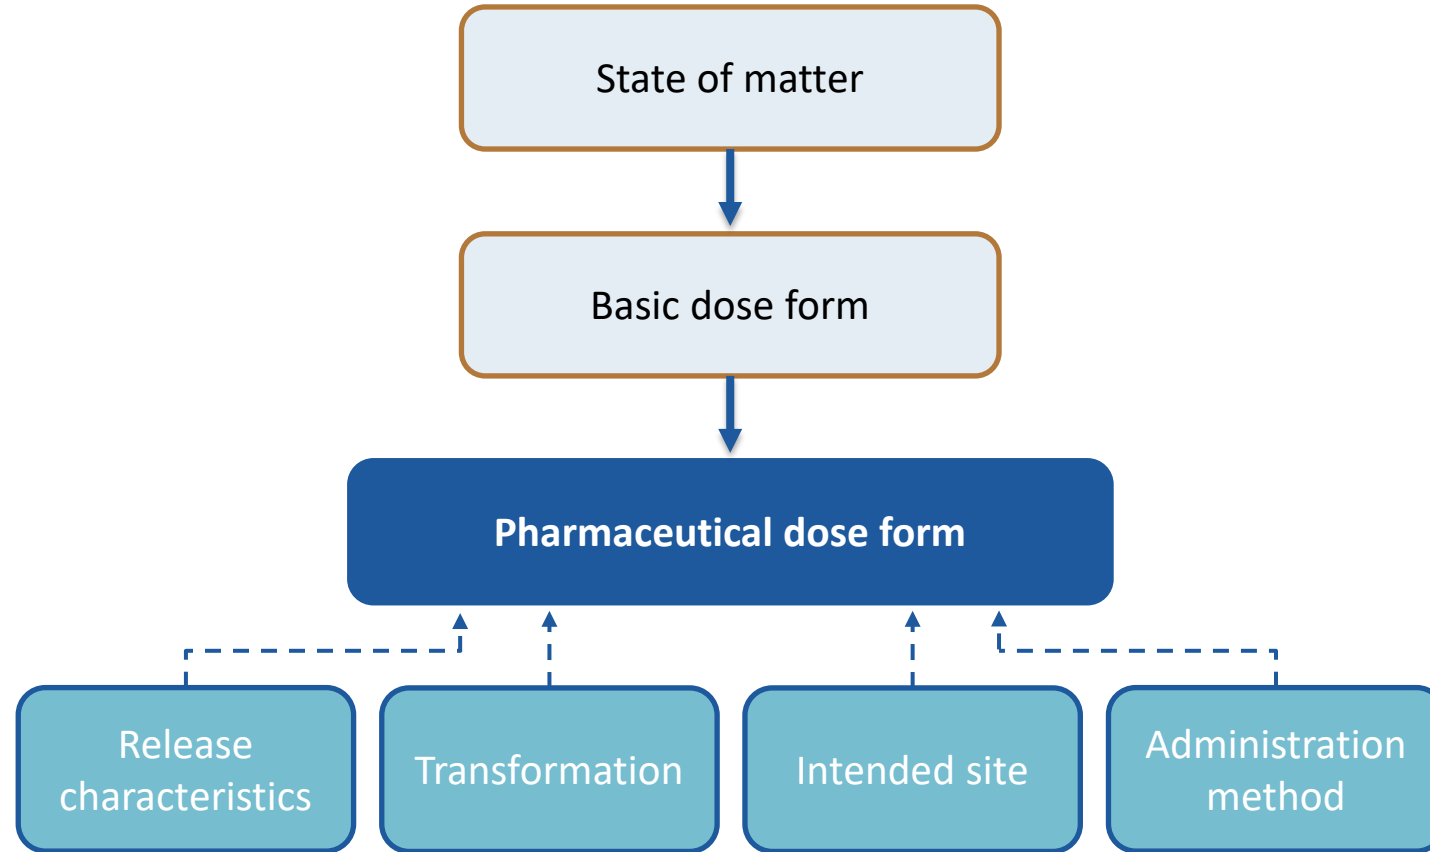 State of matter
Basic dose form
Pharmaceutical dose form
Release
characteristics
Transformation
Intended site
Administration
method